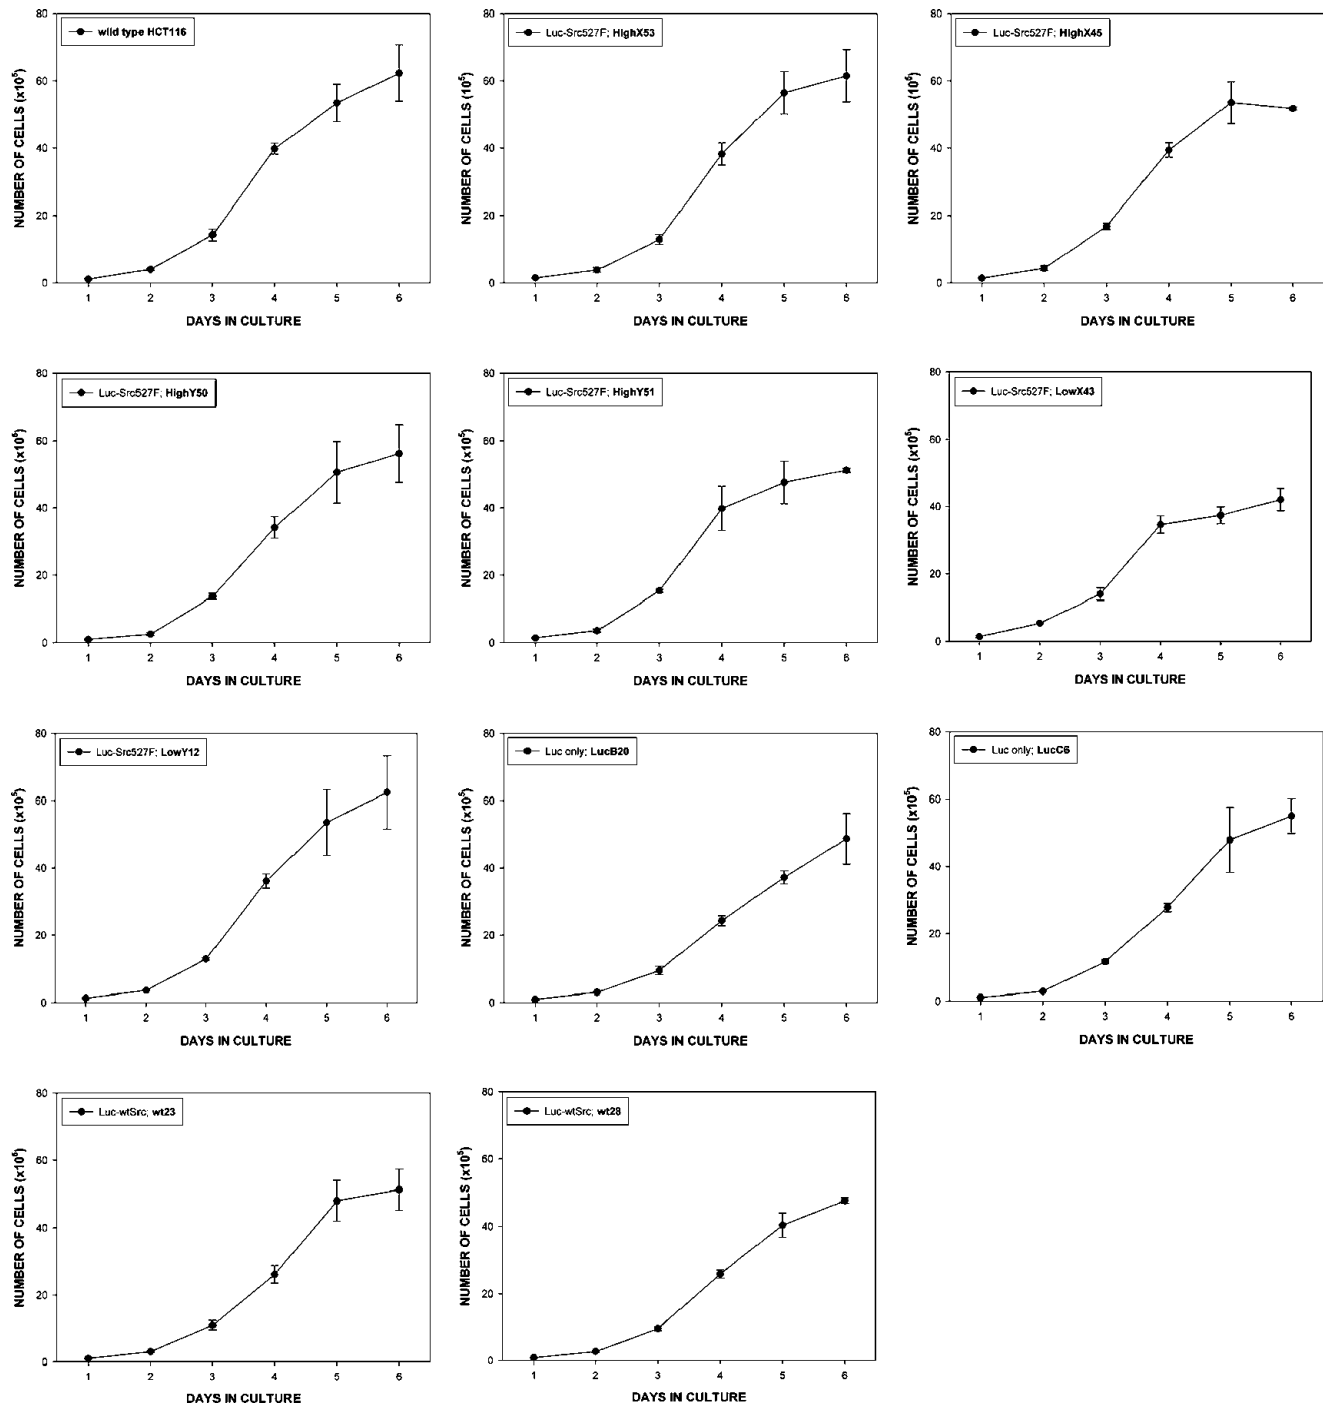 wild type HCT116
NUMBER OF CELLS (x10⁵)
80
60
40
20
0
1 2 3 4 5 6
DAYS IN CULTURE
Luc-Src527F; HighX53
NUMBER OF CELLS (x10⁵)
80
60
40
20
0
1 2 3 4 5 6
DAYS IN CULTURE
Luc-Src527F; HighX45
NUMBER OF CELLS (10⁵)
80
60
40
20
0
1 2 3 4 5 6
DAYS IN CULTURE
Luc-Src527F; HighY50
NUMBER OF CELLS (x10⁵)
80
60
40
20
0
1 2 3 4 5 6
DAYS IN CULTURE
Luc-Src527F; HighY51
NUMBER OF CELLS (x10⁵)
80
60
40
20
0
1 2 3 4 5 6
DAYS IN CULTURE
Luc-Src527F; LowX43
NUMBER OF CELLS (x10⁵)
80
60
40
20
0
1 2 3 4 5 6
DAYS IN CULTURE
Luc-Src527F; LowY12
NUMBER OF CELLS (x10⁵)
80
60
40
20
0
1 2 3 4 5 6
DAYS IN CULTURE
Luc only; LucB20
NUMBER OF CELLS (x10⁵)
80
60
40
20
0
1 2 3 4 5 6
DAYS IN CULTURE
Luc only; LucC6
NUMBER OF CELLS (x10⁵)
80
60
40
20
0
1 2 3 4 5 6
DAYS IN CULTURE
Luc-wtSrc; wt23
NUMBER OF CELLS (x10⁵)
80
60
40
20
0
1 2 3 4 5 6
DAYS IN CULTURE
Luc-wtSrc; wt28
NUMBER OF CELLS (x10⁵)
80
60
40
20
0
1 2 3 4 5 6
DAYS IN CULTURE